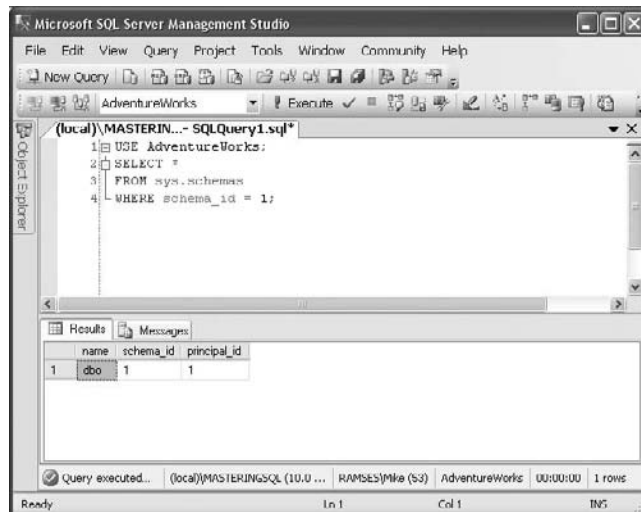 Microsoft SQL Server Management Studio
File Edit View Query Project Tools Window Community Help
New Query
AdventureWorks Execute
(local)\MASTERIN...- SQLQuery1.sql*
Object Explorer
1 USE AdventureWorks;
2 SELECT *
3 FROM sys.schemas
4 WHERE schema_id = 1;
Results Messages
name schema_id principal_id
1 dbo 1 1
Query executed... (local)\MASTERINGSQL (10.0 ... RAMSES\Mike (53) AdventureWorks 00:00:00 1 rows
Ready Ln 1 Col 1 INS